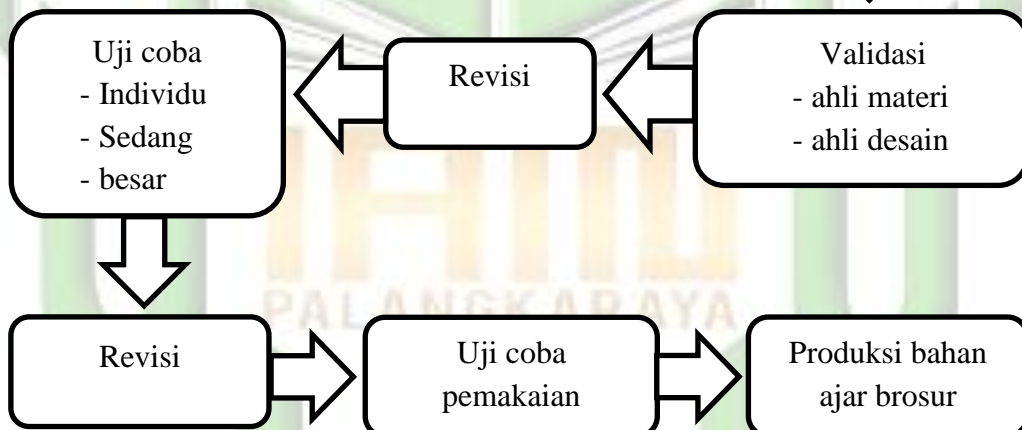 Validasi
- ahli materi
- ahli desain
Revisi
Uji coba
- Individu
- Sedang
- besar
Revisi
Uji coba
pemakaian
Produksi bahan
ajar brosur
IAIN
PALANGKARAYA